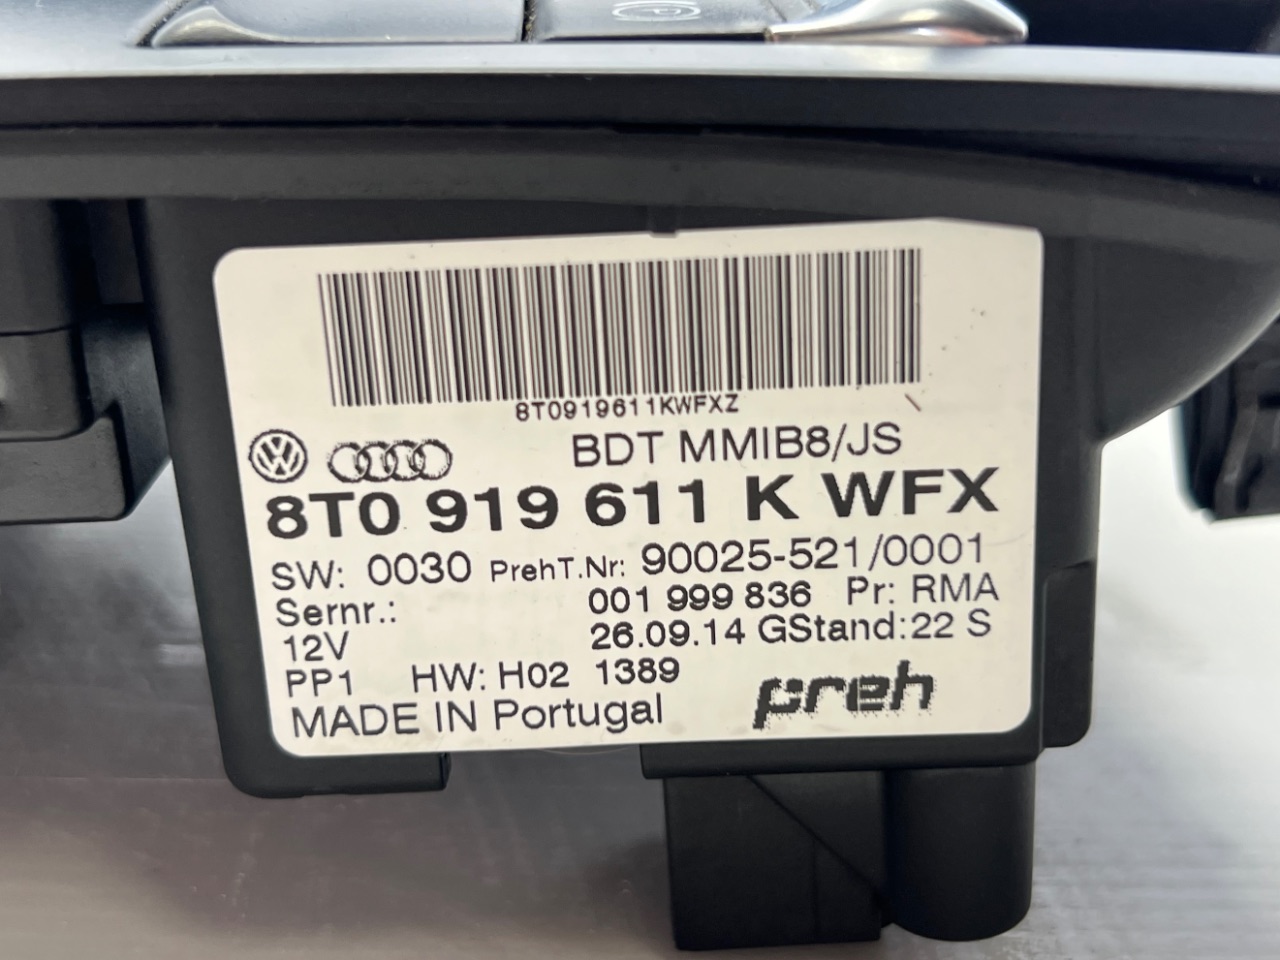 8T0919611KWFXZ
BDT MMIB8/JS
8T0 919 611 K WFX
SW: 0030 PrehT.Nr: 90025-521/0001
Sernr.: 001 999 836 Pr: RMA
12V 26.09.14 GStand:22 S
PP1 HW: H02 1389
MADE IN Portugal preh